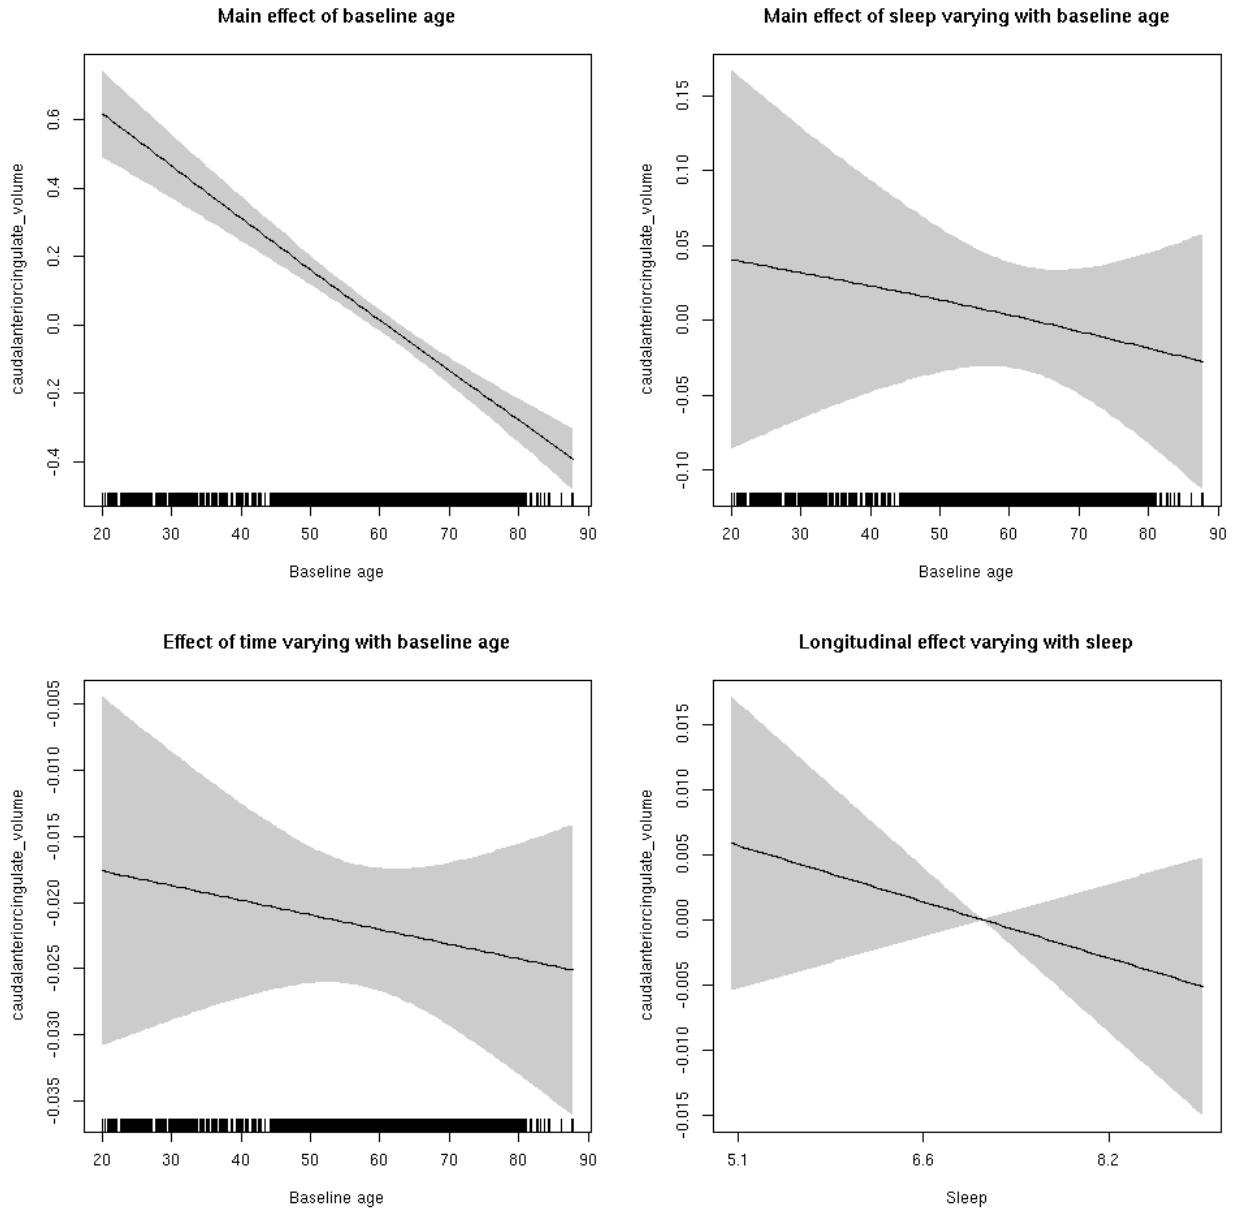 Main effect of baseline age
caudalanteriorcingulate_volume
0.6
0.4
0.2
0.0
-0.2
-0.4
20 30 40 50 60 70 80 90
Baseline age
Main effect of sleep varying with baseline age
caudalanteriorcingulate_volume
0.15
0.10
0.05
0.00
-0.05
-0.10
20 30 40 50 60 70 80 90
Baseline age
Effect of time varying with baseline age
caudalanteriorcingulate_volume
-0.005
-0.010
-0.015
-0.020
-0.025
-0.030
-0.035
20 30 40 50 60 70 80 90
Baseline age
Longitudinal effect varying with sleep
caudalanteriorcingulate_volume
0.015
0.010
0.005
0.000
-0.005
-0.010
-0.015
5.1 6.6 8.2
Sleep